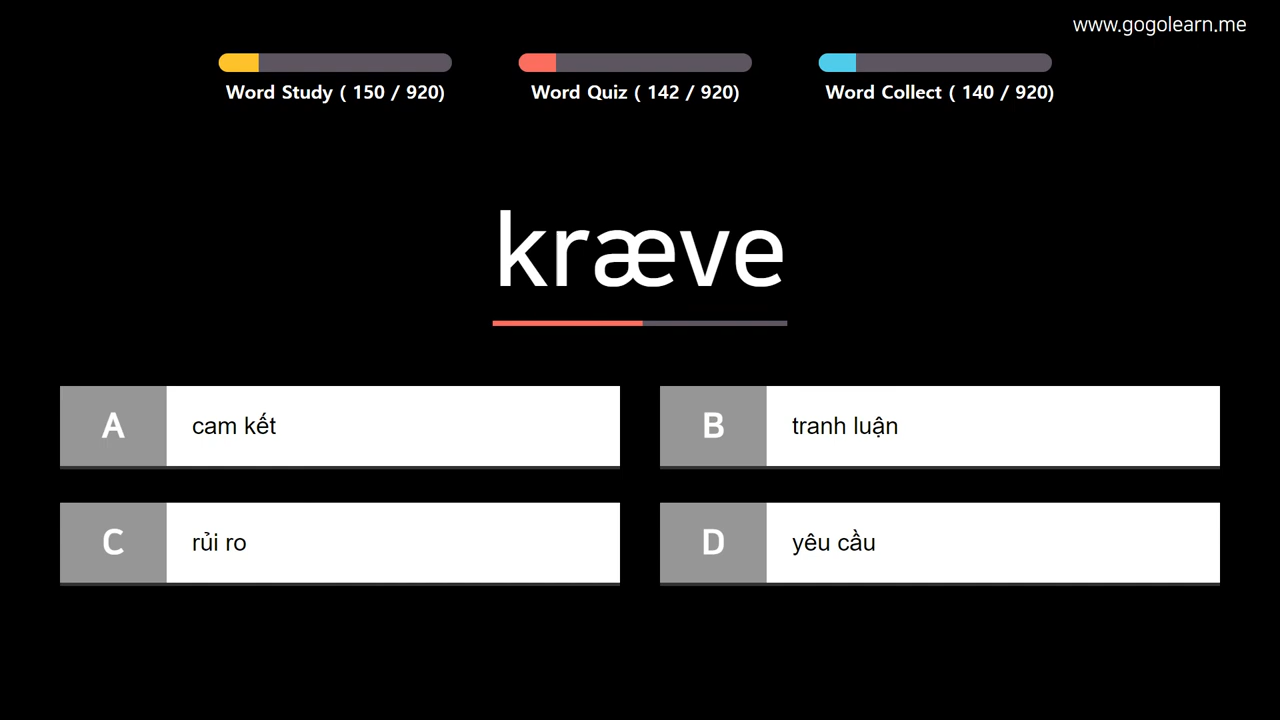 www.gogolearn.me
Word Study ( 150 / 920)
Word Quiz ( 142 / 920)
Word Collect ( 140 / 920)
kræve
A cam kết
B tranh luận
C rủi ro
D yêu cầu